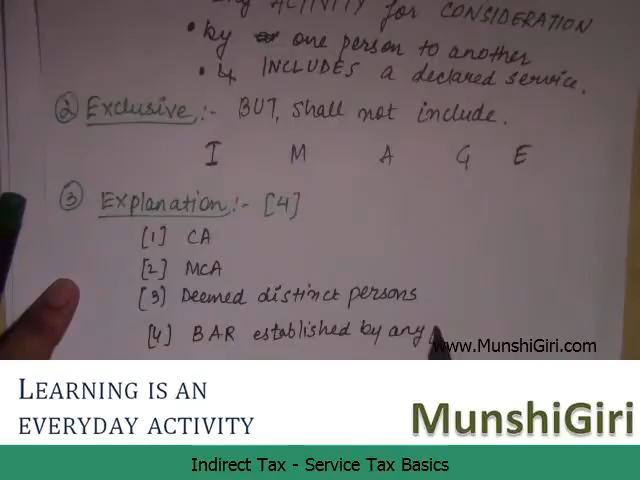 any ACTIVITY for CONSIDERATION
• by one person to another
• & INCLUDES a declared service.
② Exclusive :- BUT, shall not include.
I M A G E
③ Explanation :- [4]
[1] CA
[2] MCA
[3] Deemed distinct persons
[4] BAR established by any
www.MunshiGiri.com
LEARNING IS AN
EVERYDAY ACTIVITY
MunshiGiri
Indirect Tax - Service Tax Basics